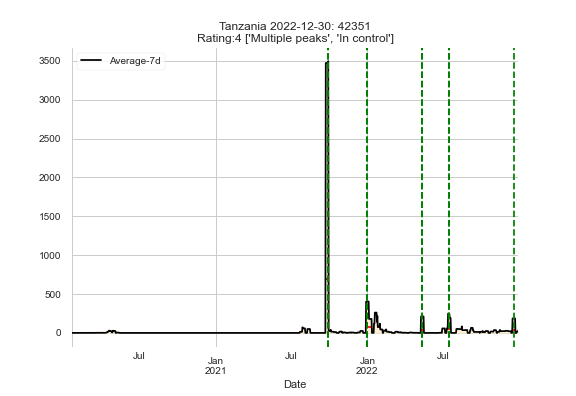 Tanzania 2022-12-30: 42351
Rating:4 ['Multiple peaks', 'In control']
Average-7d
3500
3000
2500
2000
1500
1000
500
0
Jul
Jan
2021
Jul
Jan
2022
Jul
Date